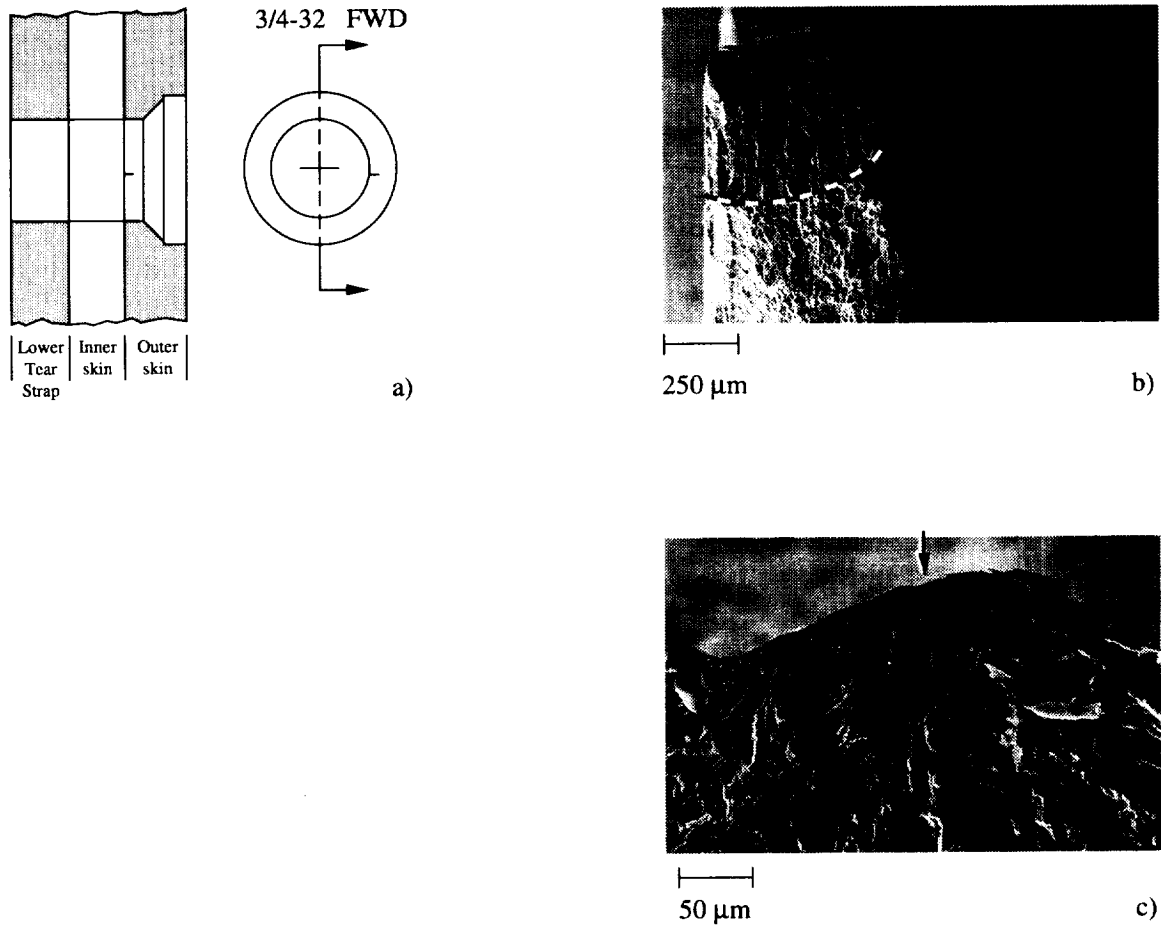 3/4-32 FWD
Lower Tear Strap
Inner skin
Outer skin
a)
250 µm
b)
50 µm
c)